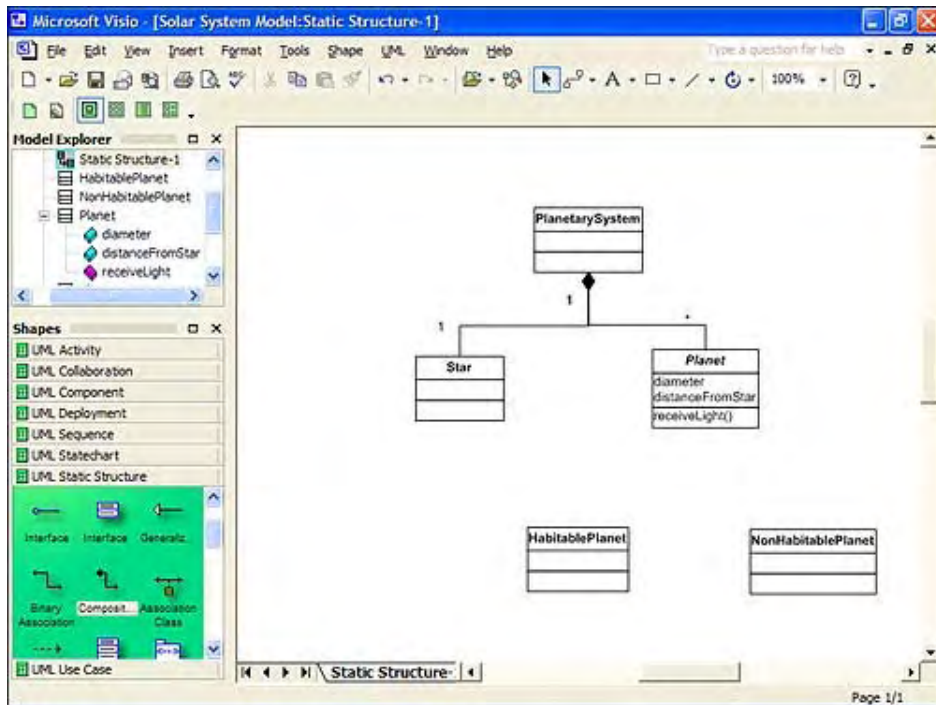 Microsoft Visio - [Solar System Model:Static Structure-1]
File Edit View Insert Format Tools Shape UML Window Help Type a question for help
100%
Model Explorer
Static Structure-1
HabitablePlanet
NonHabitablePlanet
Planet
diameter
distanceFromStar
receiveLight
Shapes
UML Activity
UML Collaboration
UML Component
UML Deployment
UML Sequence
UML Statechart
UML Static Structure
Interface Interface Generaliz..
Binary Association Composit... Association Class
UML Use Case
PlanetarySystem
1
1 *
Star
Planet
diameter
distanceFromStar
receiveLight()
HabitablePlanet NonHabitablePlanet
Static Structure-
Page 1/1